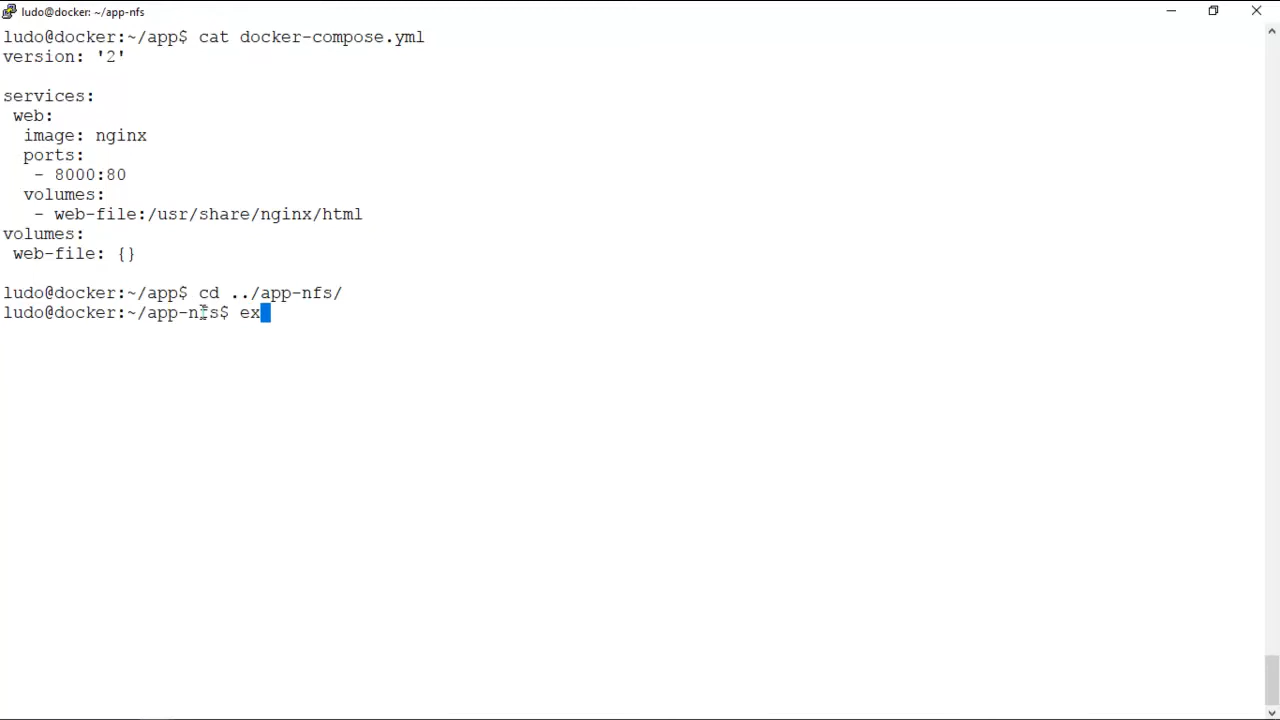 ludo@docker: ~/app-nfs
ludo@docker:~/app$ cat docker-compose.yml
version: '2'
services:
 web:
  image: nginx
  ports:
   - 8000:80
  volumes:
   - web-file:/usr/share/nginx/html
volumes:
 web-file: {}
ludo@docker:~/app$ cd ../app-nfs/
ludo@docker:~/app-nfs$ ex